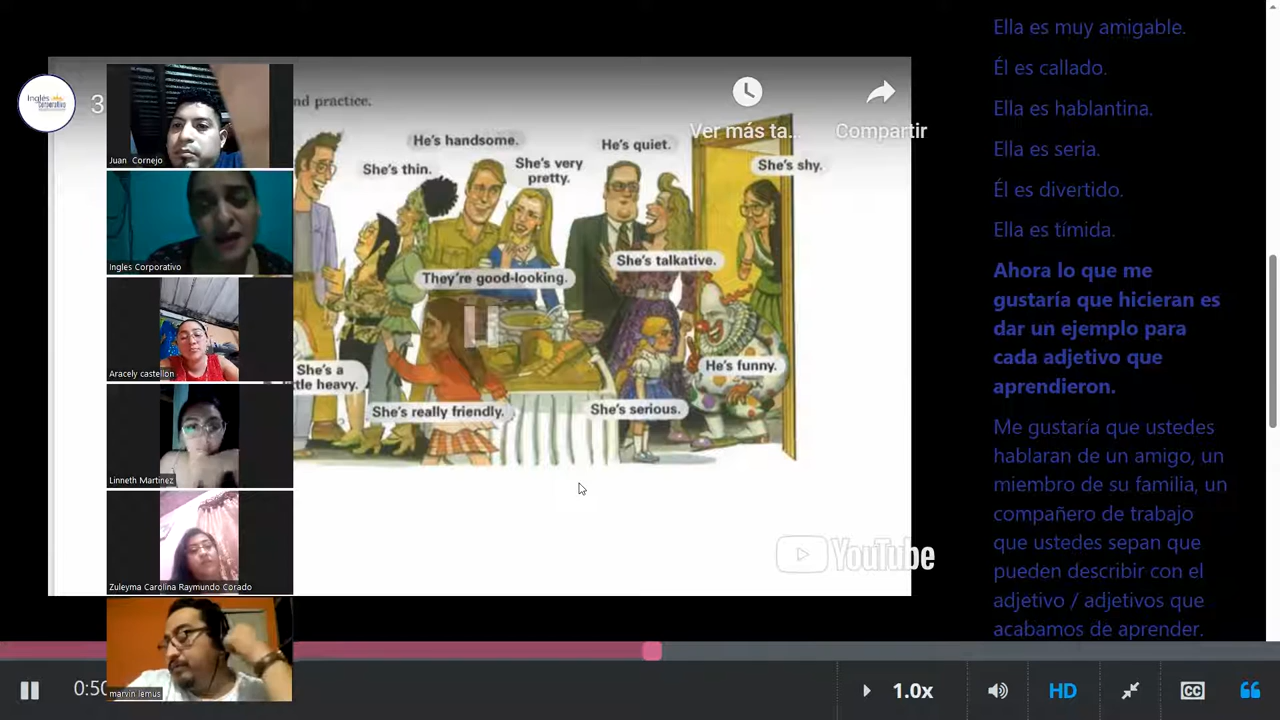 Inglés
Corporativo
3
nd practice.
Ver más ta...
Compartir
He's handsome.
He's quiet.
She's thin.
She's very
pretty.
She's shy.
They're good-looking.
She's talkative.
She's a
ttle heavy.
He's funny.
She's really friendly.
She's serious.
YouTube
Juan Cornejo
Ingles Corporativo
Aracely castellon
Linneth Martinez
Zuleyma Carolina Raymundo Corado
marvin lemus
Ella es muy amigable.
Él es callado.
Ella es hablantina.
Ella es seria.
Él es divertido.
Ella es tímida.
Ahora lo que me
gustaría que hicieran es
dar un ejemplo para
cada adjetivo que
aprendieron.
Me gustaría que ustedes
hablaran de un amigo, un
miembro de su familia, un
compañero de trabajo
que ustedes sepan que
pueden describir con el
adjetivo / adjetivos que
acabamos de aprender.
0:50
1.0x
HD
CC